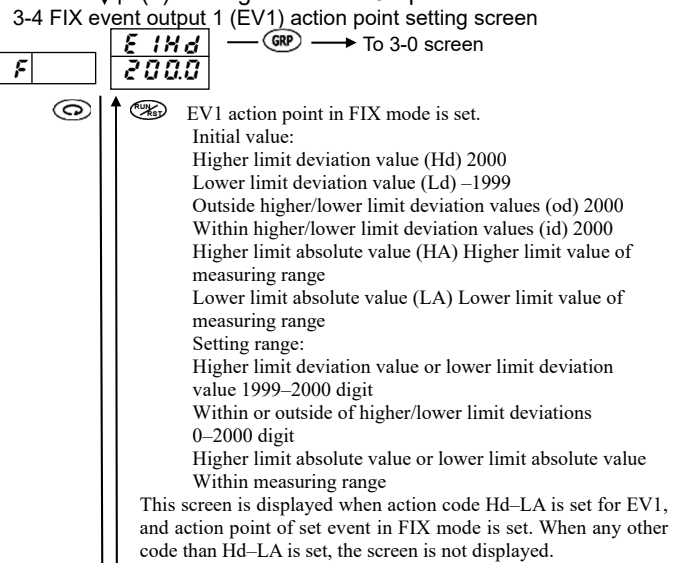 3-4 FIX event output 1 (EV1) action point setting screen
E 1Hd
GRP
To 3-0 screen
F
200.0
RUN/RST
EV1 action point in FIX mode is set.
Initial value:
Higher limit deviation value (Hd) 2000
Lower limit deviation value (Ld) –1999
Outside higher/lower limit deviation values (od) 2000
Within higher/lower limit deviation values (id) 2000
Higher limit absolute value (HA) Higher limit value of
measuring range
Lower limit absolute value (LA) Lower limit value of
measuring range
Setting range:
Higher limit deviation value or lower limit deviation
value 1999–2000 digit
Within or outside of higher/lower limit deviations
0–2000 digit
Higher limit absolute value or lower limit absolute value
Within measuring range
This screen is displayed when action code Hd–LA is set for EV1,
and action point of set event in FIX mode is set. When any other
code than Hd–LA is set, the screen is not displayed.